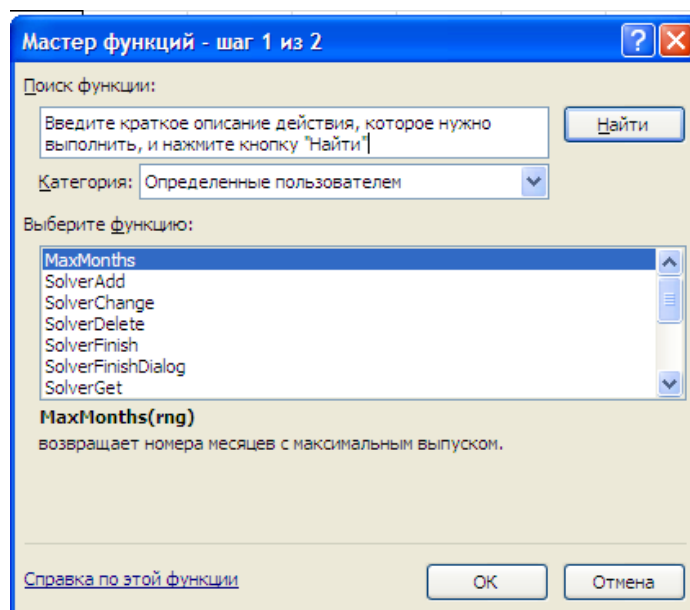 Мастер функций - шаг 1 из 2
Поиск функции:
Введите краткое описание действия, которое нужно
выполнить, и нажмите кнопку "Найти"
Найти
Категория: Определенные пользователем
Выберите функцию:
MaxMonths
SolverAdd
SolverChange
SolverDelete
SolverFinish
SolverFinishDialog
SolverGet
MaxMonths(rng)
возвращает номера месяцев с максимальным выпуском.
Справка по этой функции
ОК
Отмена